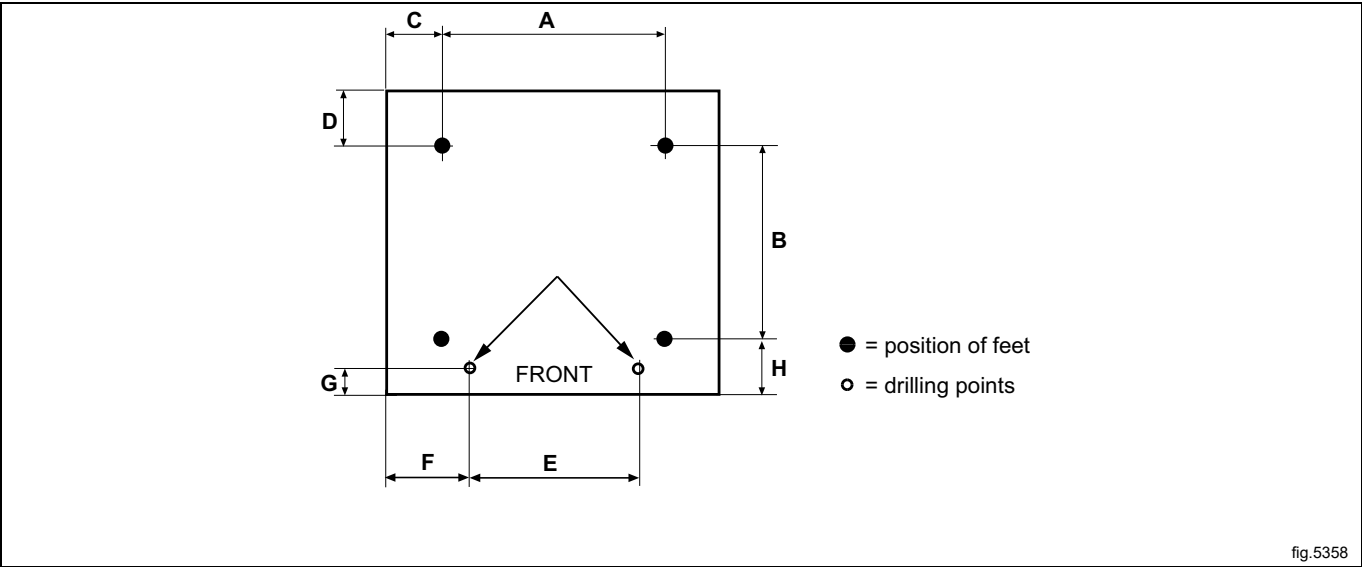 C
A
D
B
● = position of feet
H
G
FRONT
○ = drilling points
F
E
fig.5358